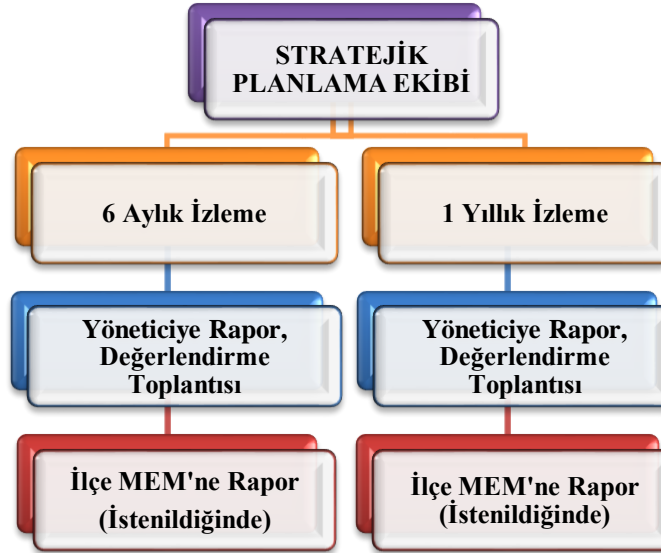 STRATEJİK
PLANLAMA EKİBİ
6 Aylık İzleme
1 Yıllık İzleme
Yöneticiye Rapor,
Değerlendirme
Toplantısı
Yöneticiye Rapor,
Değerlendirme
Toplantısı
İlçe MEM'ne Rapor
(İstenildiğinde)
İlçe MEM'ne Rapor
(İstenildiğinde)